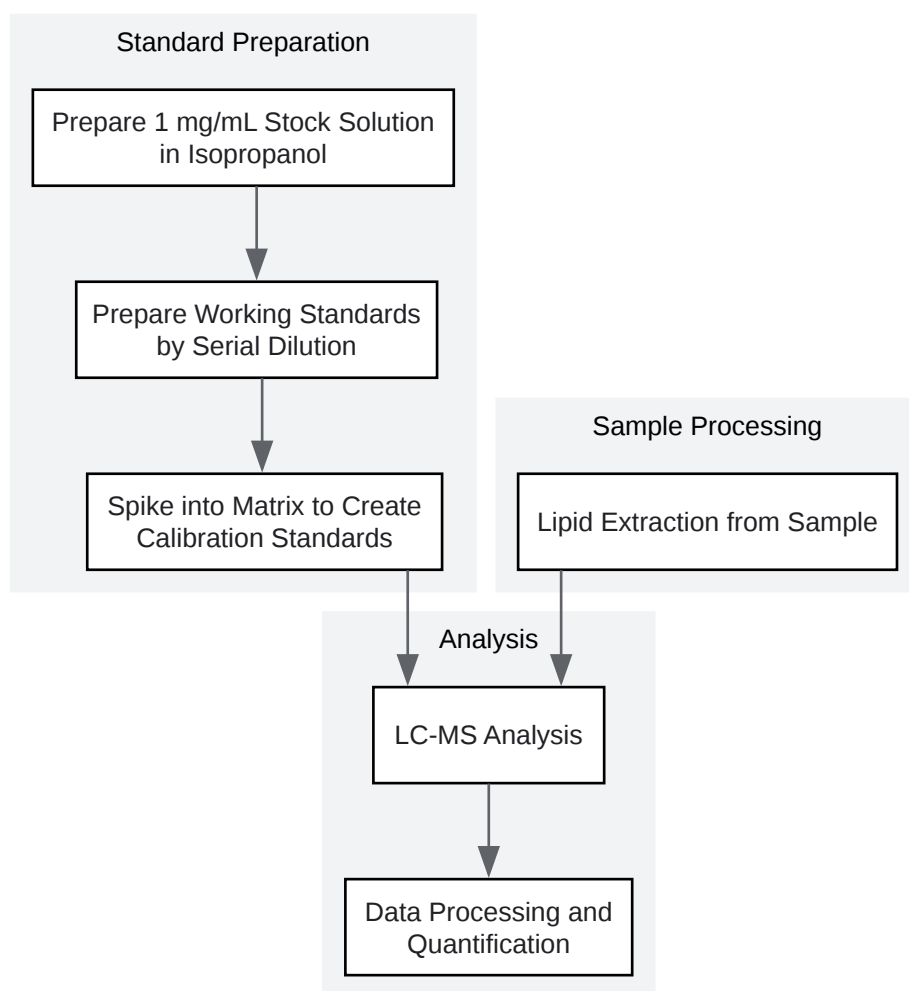 Standard Preparation
Prepare 1 mg/mL Stock Solution
in Isopropanol
Prepare Working Standards
by Serial Dilution
Spike into Matrix to Create
Calibration Standards
Sample Processing
Lipid Extraction from Sample
Analysis
LC-MS Analysis
Data Processing and
Quantification